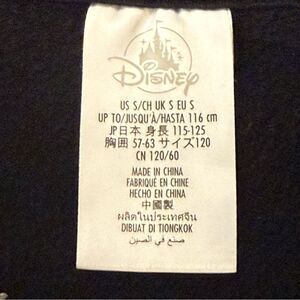 Disney
US S/CH UK S EU S
UP TO/JUSQU'À/HASTA 116 cm
JP日本 身長 115-125
胸囲 57-63 サイズ120
CN 120/60
MADE IN CHINA
FABRIQUÉ EN CHINE
HECHO EN CHINA
中國製
ผลิตในประเทศจีน
DIBUAT DI TIONGKOK
صنع في الصين